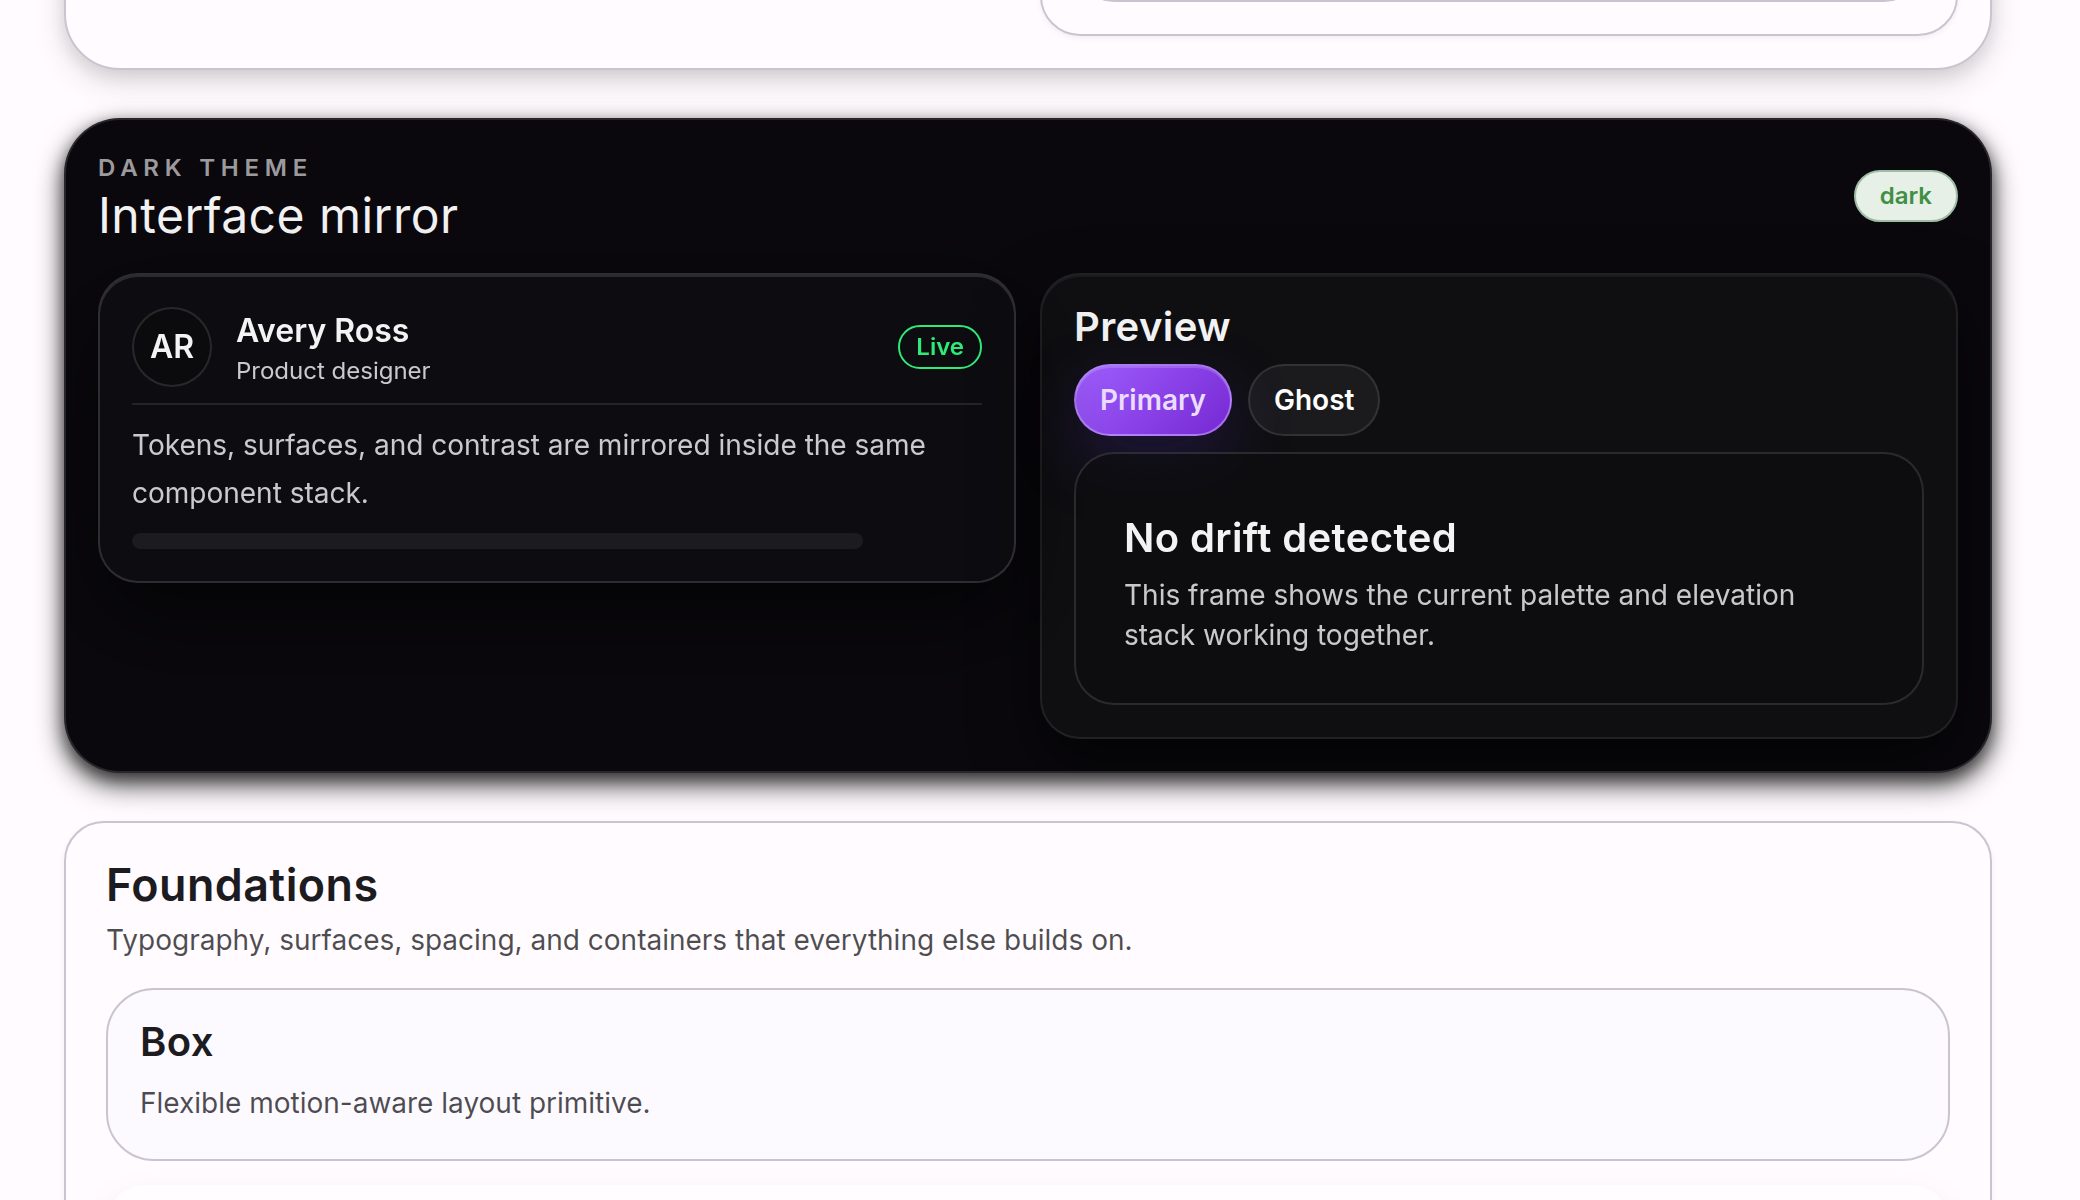 DARK THEME
Interface mirror
dark
AR
Avery Ross
Product designer
Live
Tokens, surfaces, and contrast are mirrored inside the same
component stack.
Preview
Primary
Ghost
No drift detected
This frame shows the current palette and elevation
stack working together.
Foundations
Typography, surfaces, spacing, and containers that everything else builds on.
Box
Flexible motion-aware layout primitive.